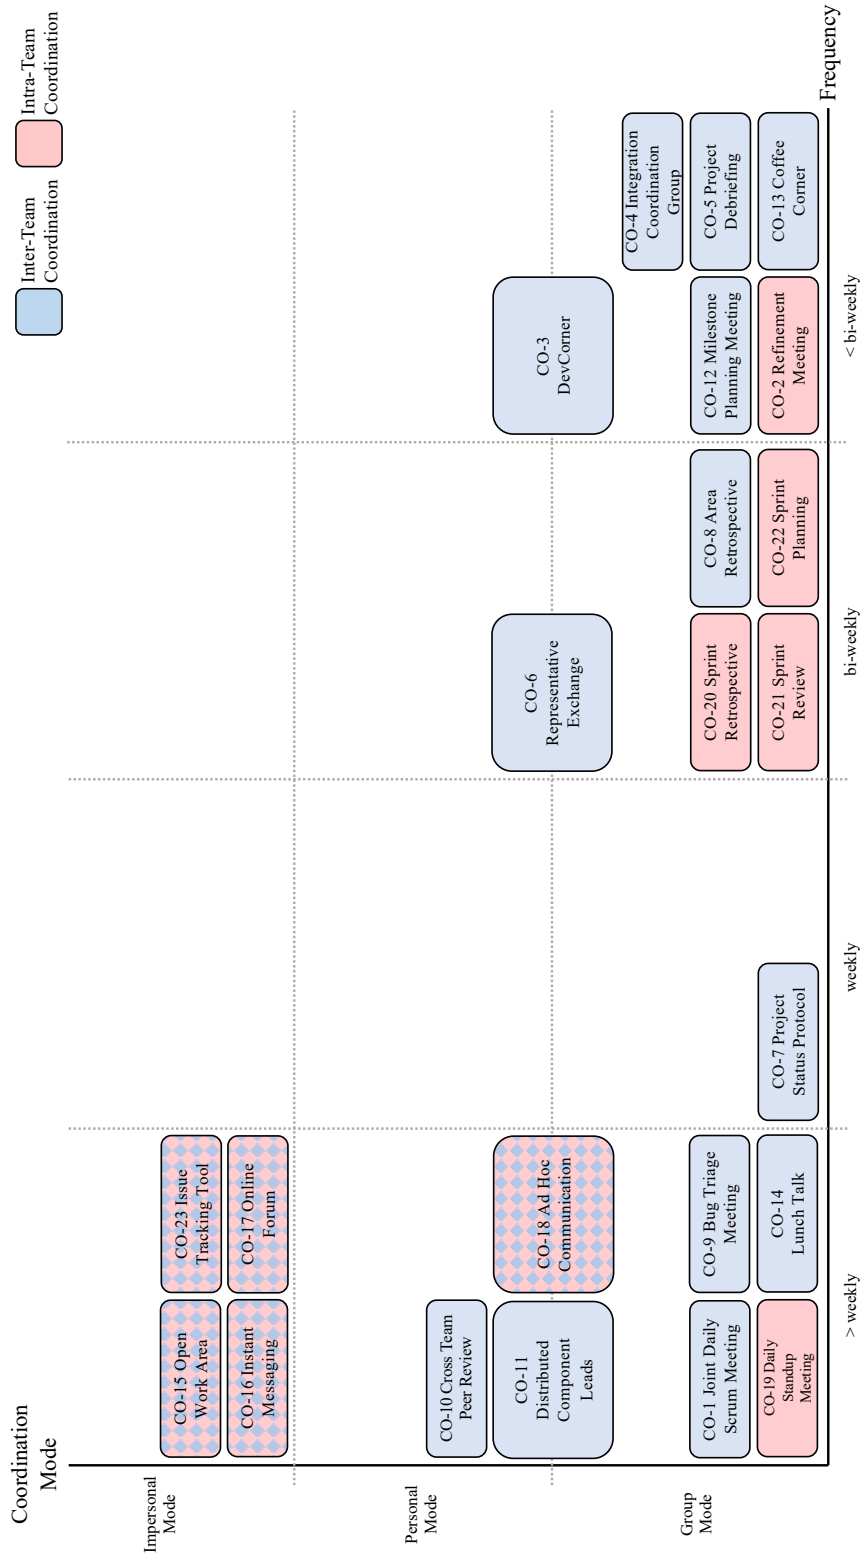 Coordination
Mode
Inter-Team
Coordination
Intra-Team
Coordination
Impersonal
Mode
CO-15 Open
Work Area
CO-23 Issue
Tracking Tool
CO-16 Instant
Messaging
CO-17 Online
Forum
Personal
Mode
CO-10 Cross Team
Peer Review
CO-11
Distributed
Component
Leads
CO-18 Ad Hoc
Communication
CO-6
Representative
Exchange
CO-3
DevCorner
Group
Mode
CO-4 Integration
Coordination
Group
CO-1 Joint Daily
Scrum Meeting
CO-9 Bug Triage
Meeting
CO-20 Sprint
Retrospective
CO-8 Area
Retrospective
CO-12 Milestone
Planning Meeting
CO-5 Project
Debriefing
CO-19 Daily
Standup
Meeting
CO-14
Lunch Talk
CO-7 Project
Status Protocol
CO-21 Sprint
Review
CO-22 Sprint
Planning
CO-2 Refinement
Meeting
CO-13 Coffee
Corner
Frequency
> weekly
weekly
bi-weekly
< bi-weekly